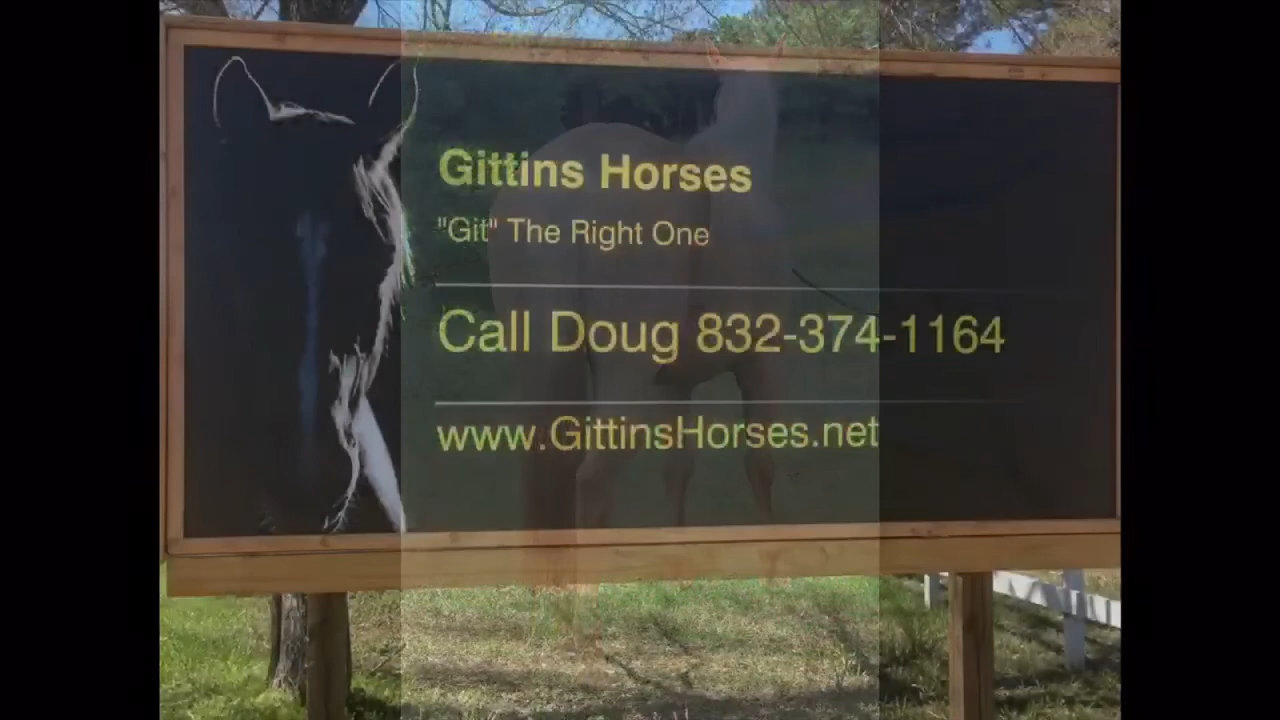 Gittins Horses
"Git" The Right One
Call Doug 832-374-1164
www.GittinsHorses.net